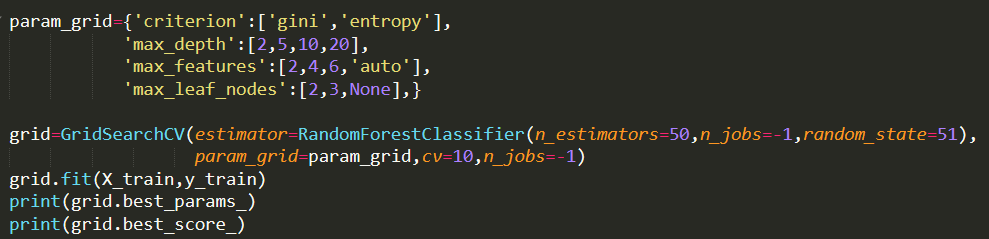 param_grid={'criterion':['gini','entropy'],
'max_depth':[2,5,10,20],
'max_features':[2,4,6,'auto'],
'max_leaf_nodes':[2,3,None],}
grid=GridSearchCV(estimator=RandomForestClassifier(n_estimators=50,n_jobs=-1,random_state=51),
param_grid=param_grid,cv=10,n_jobs=-1)
grid.fit(X_train,y_train)
print(grid.best_params_)
print(grid.best_score_)